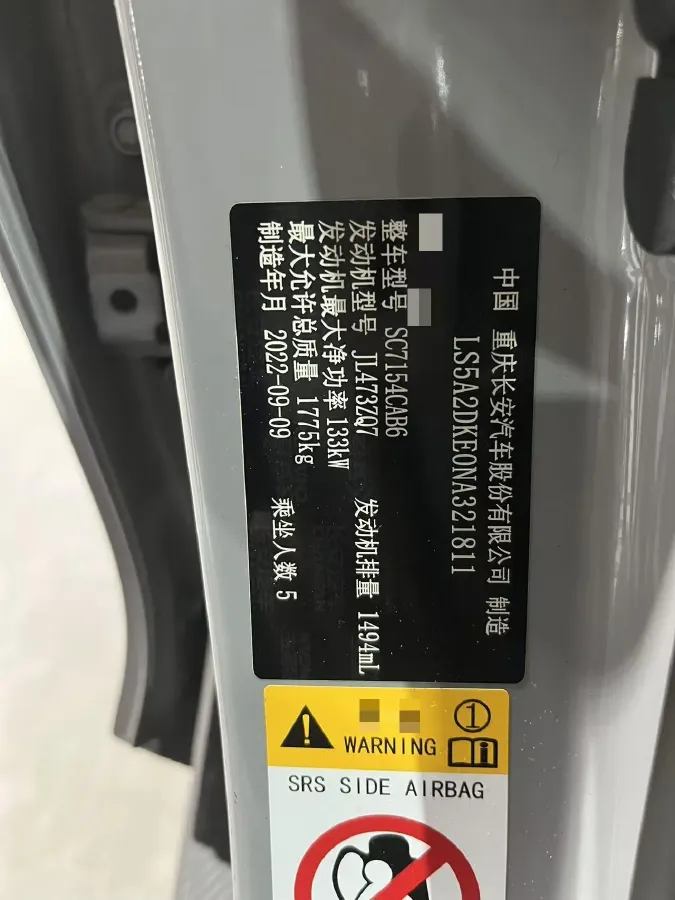 中国 重庆长安汽车股份有限公司 制造
LS5A2DKE0NA321811
整车型号 SC7154CAB6
发动机型号 JL473ZQ7 发动机排量 1494mL
发动机最大净功率 133kW
最大允许总质量 1775kg
制造年月 2022-09-09 乘坐人数 5
①
WARNING
SRS SIDE AIRBAG